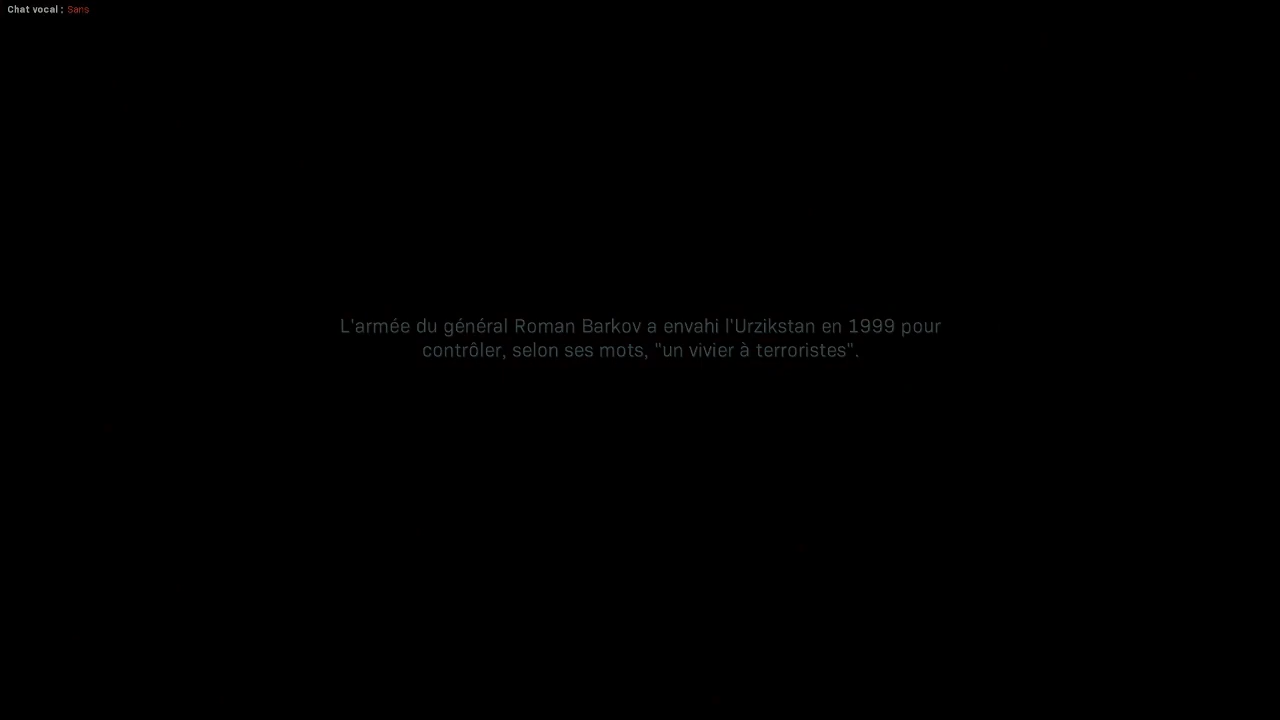 Chat vocal : Sans
L'armée du général Roman Barkov a envahi l'Urzikstan en 1999 pour
contrôler, selon ses mots, "un vivier à terroristes".